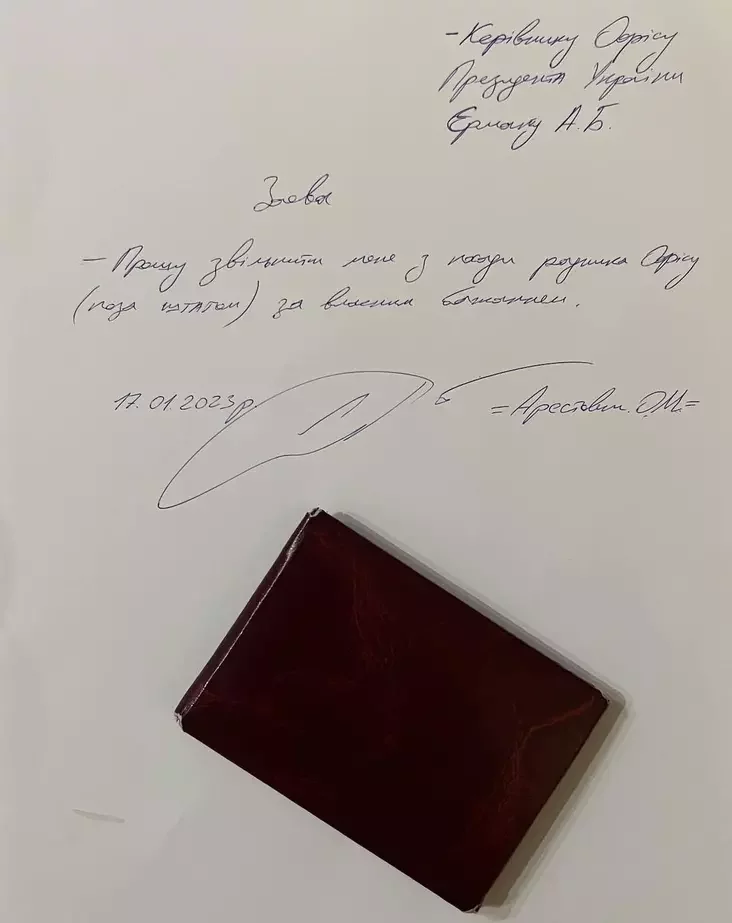 - Керівнику Офісу
Президента України
Єрмаку А.Б.
Заява
- Прошу звільнити мене з посади радника Офісу
(поза штатом) за власним бажанням.
17.01.2023р. =Арестович О.М.=